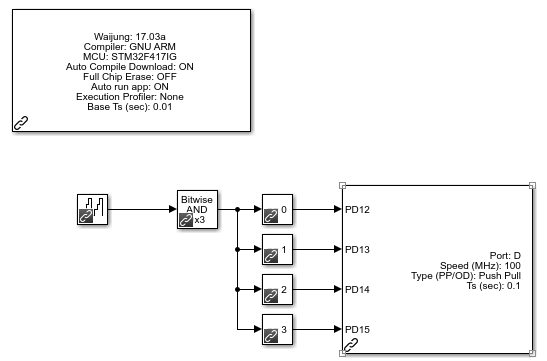 Waijung: 17.03a
Compiler: GNU ARM
MCU: STM32F417IG
Auto Compile Download: ON
Full Chip Erase: OFF
Auto run app: ON
Execution Profiler: None
Base Ts (sec): 0.01
Bitwise
AND
x3
0
1
2
3
PD12
PD13
PD14
PD15
Port: D
Speed (MHz): 100
Type (PP/OD): Push Pull
Ts (sec): 0.1